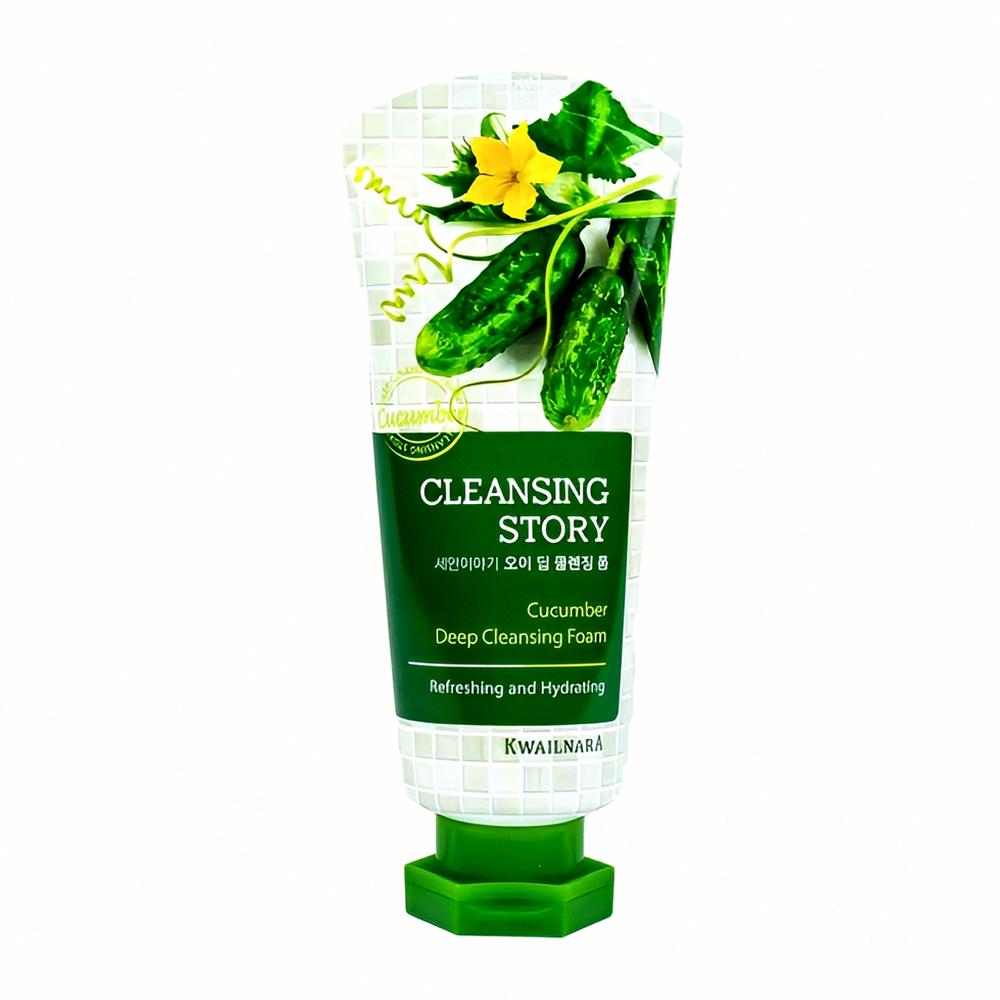 Cucumber
CLEANSING
STORY
세안이야기 오이 딥 클렌징 폼
Cucumber
Deep Cleansing Foam
Refreshing and Hydrating
KWAILNARA